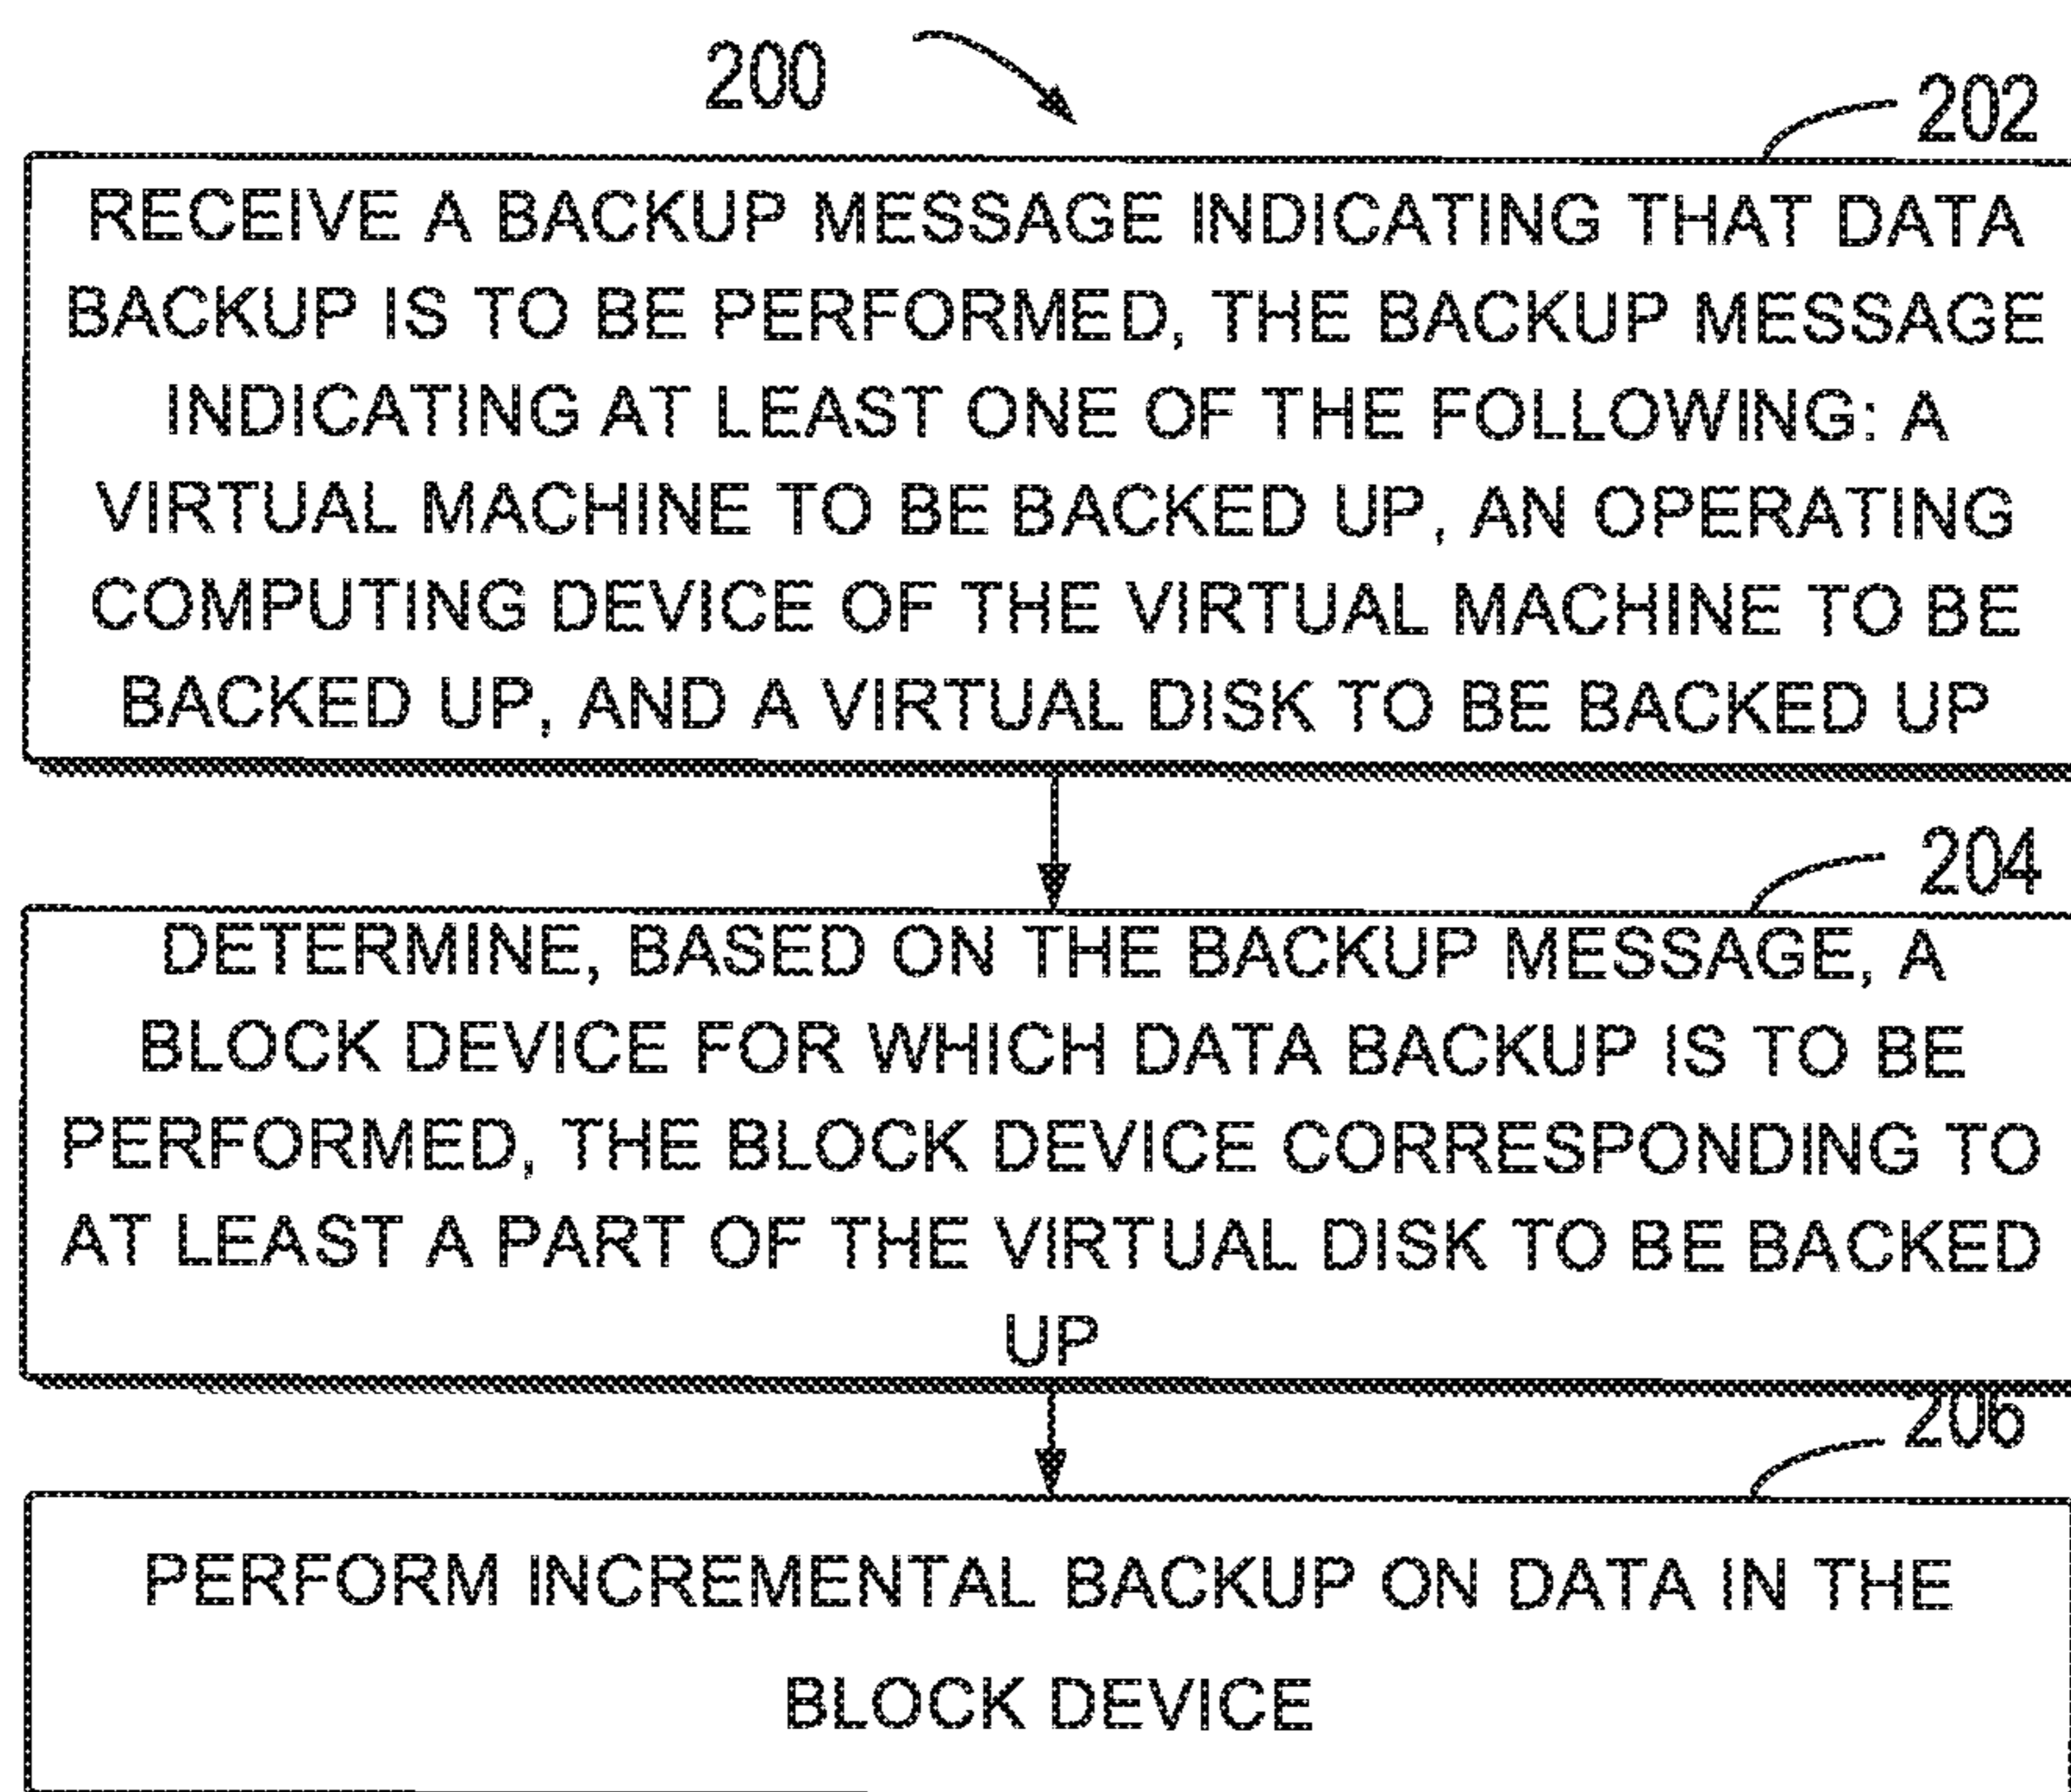 200
202
RECEIVE A BACKUP MESSAGE INDICATING THAT DATA
BACKUP IS TO BE PERFORMED, THE BACKUP MESSAGE
INDICATING AT LEAST ONE OF THE FOLLOWING: A
VIRTUAL MACHINE TO BE BACKED UP, AN OPERATING
COMPUTING DEVICE OF THE VIRTUAL MACHINE TO BE
BACKED UP, AND A VIRTUAL DISK TO BE BACKED UP
204
DETERMINE, BASED ON THE BACKUP MESSAGE, A
BLOCK DEVICE FOR WHICH DATA BACKUP IS TO BE
PERFORMED, THE BLOCK DEVICE CORRESPONDING TO
AT LEAST A PART OF THE VIRTUAL DISK TO BE BACKED
UP
206
PERFORM INCREMENTAL BACKUP ON DATA IN THE
BLOCK DEVICE